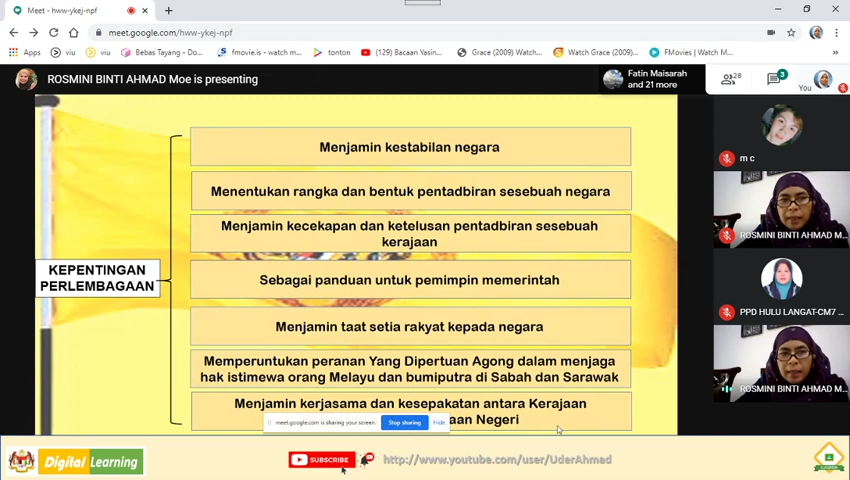 Meet - hww-ykej-npf
meet.google.com/hww-ykej-npf
Apps
viu
viu
Bebas Tayang - Do...
fmovie.is - watch m...
tonton
(129) Bacaan Yasin...
Grace (2009) Watc...
Watch Grace (2009)...
FMovies | Watch M...
ROSMINI BINTI AHMAD Moe is presenting
Fatin Maisarah
and 21 more
28
3
You
Menjamin kestabilan negara
Menentukan rangka dan bentuk pentadbiran sesebuah negara
Menjamin kecekapan dan ketelusan pentadbiran sesebuah
kerajaan
KEPENTINGAN
PERLEMBAGAAN
Sebagai panduan untuk pemimpin memerintah
Menjamin taat setia rakyat kepada negara
Memperuntukan peranan Yang Dipertuan Agong dalam menjaga
hak istimewa orang Melayu dan bumiputra di Sabah dan Sarawak
Menjamin kerjasama dan kesepakatan antara Kerajaan
aan Negeri
meet.google.com is sharing your screen.
Stop sharing
Hide
m c
ROSMINI BINTI AHMAD M...
PPD HULU LANGAT-CM7 ...
ROSMINI BINTI AHMAD M...
Digital Learning
SUBSCRIBE
http://www.youtube.com/user/UderAhmad